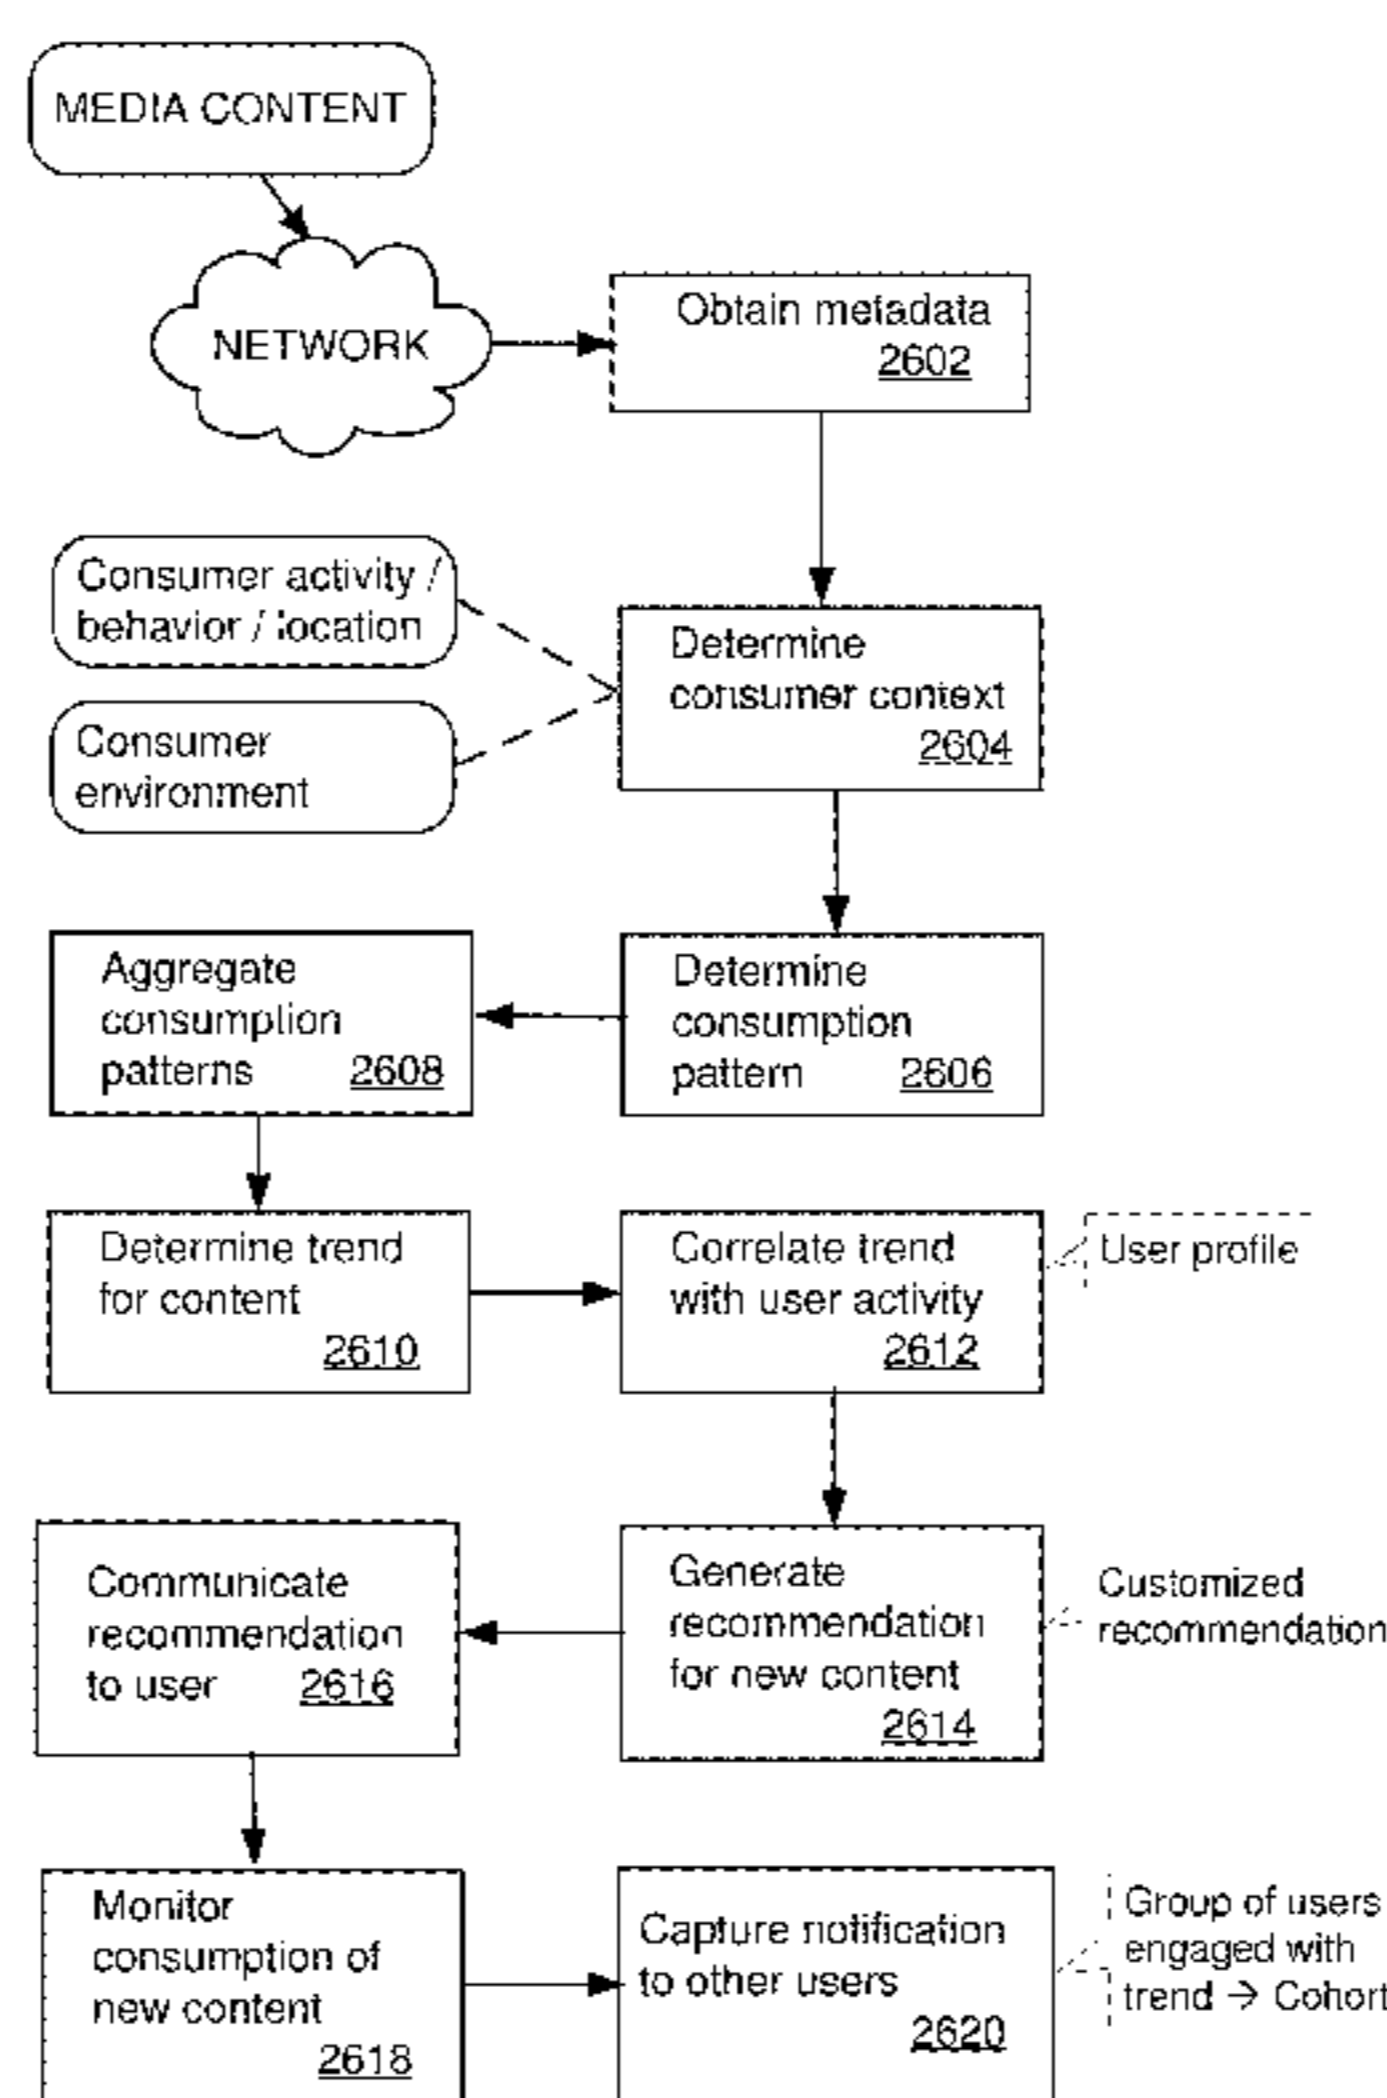 MEDIA CONTENT
NETWORK
Obtain metadata
2602
Consumer activity /
behavior / location
Consumer
environment
Determine
consumer context
2604
Determine
consumption
pattern 2606
Aggregate
consumption
patterns 2608
Determine trend
for content
2610
Correlate trend
with user activity
2612
User profile
Generate
recommendation
for new content
2614
Customized
recommendation
Communicate
recommendation
to user 2616
Monitor
consumption of
new content
2618
Capture notification
to other users
2620
Group of users
engaged with
trend → Cohort